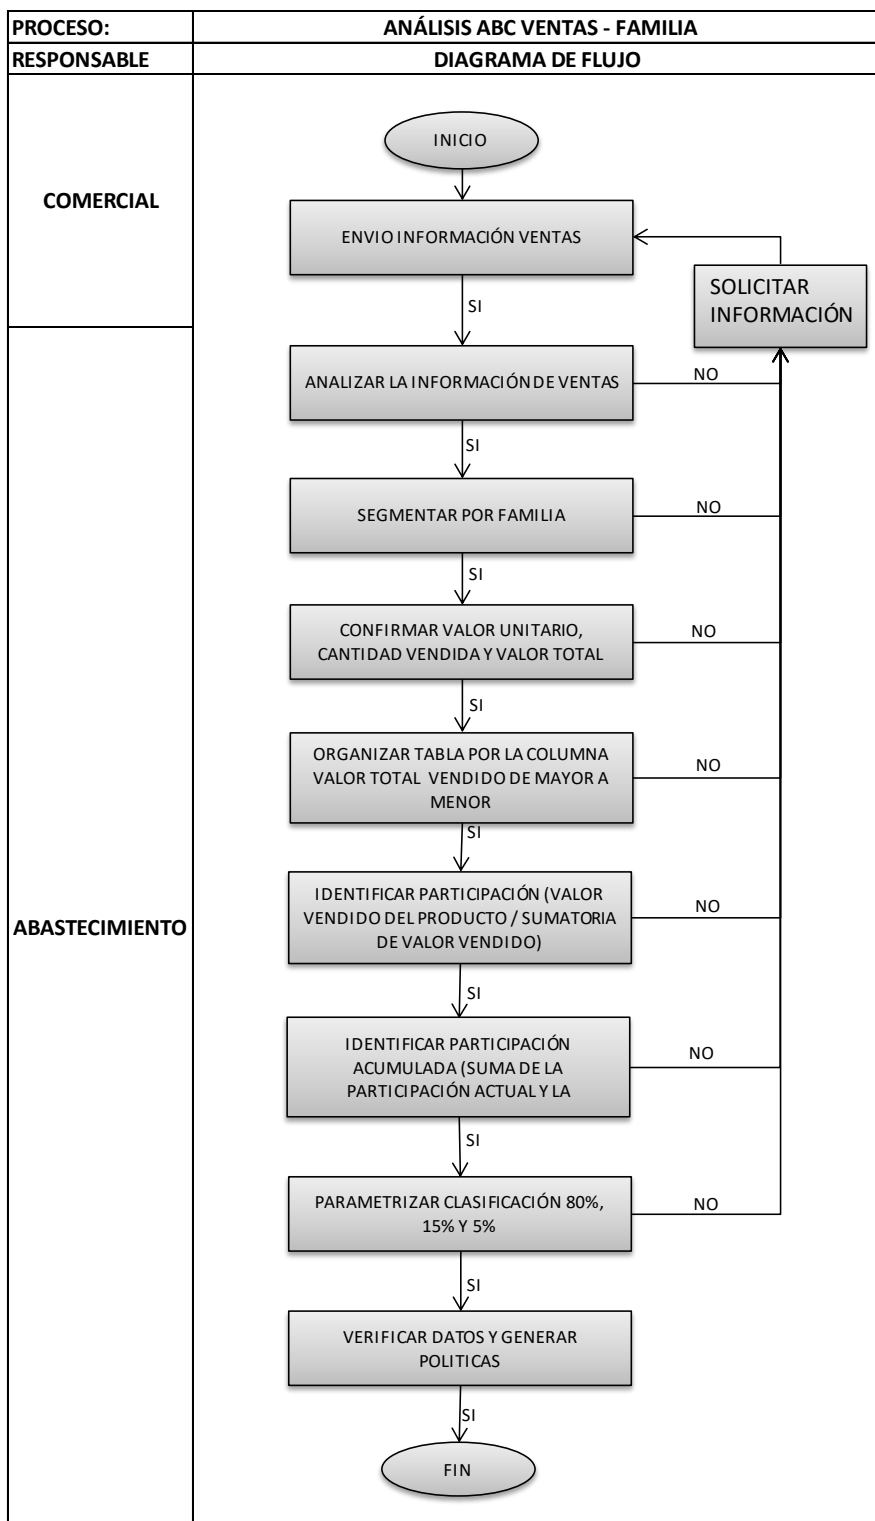 PROCESO:
ANÁLISIS ABC VENTAS - FAMILIA
RESPONSABLE
DIAGRAMA DE FLUJO
COMERCIAL
INICIO
ENVIO INFORMACIÓN VENTAS
SOLICITAR
INFORMACIÓN
SI
ABASTECIMIENTO
ANALIZAR LA INFORMACIÓN DE VENTAS
NO
SI
SEGMENTAR POR FAMILIA
NO
SI
CONFIRMAR VALOR UNITARIO,
CANTIDAD VENDIDA Y VALOR TOTAL
NO
SI
ORGANIZAR TABLA POR LA COLUMNA
VALOR TOTAL VENDIDO DE MAYOR A
MENOR
NO
SI
IDENTIFICAR PARTICIPACIÓN (VALOR
VENDIDO DEL PRODUCTO / SUMATORIA
DE VALOR VENDIDO)
NO
SI
IDENTIFICAR PARTICIPACIÓN
ACUMULADA (SUMA DE LA
PARTICIPACIÓN ACTUAL Y LA
NO
SI
PARAMETRIZAR CLASIFICACIÓN 80%,
15% Y 5%
NO
SI
VERIFICAR DATOS Y GENERAR
POLITICAS
SI
FIN